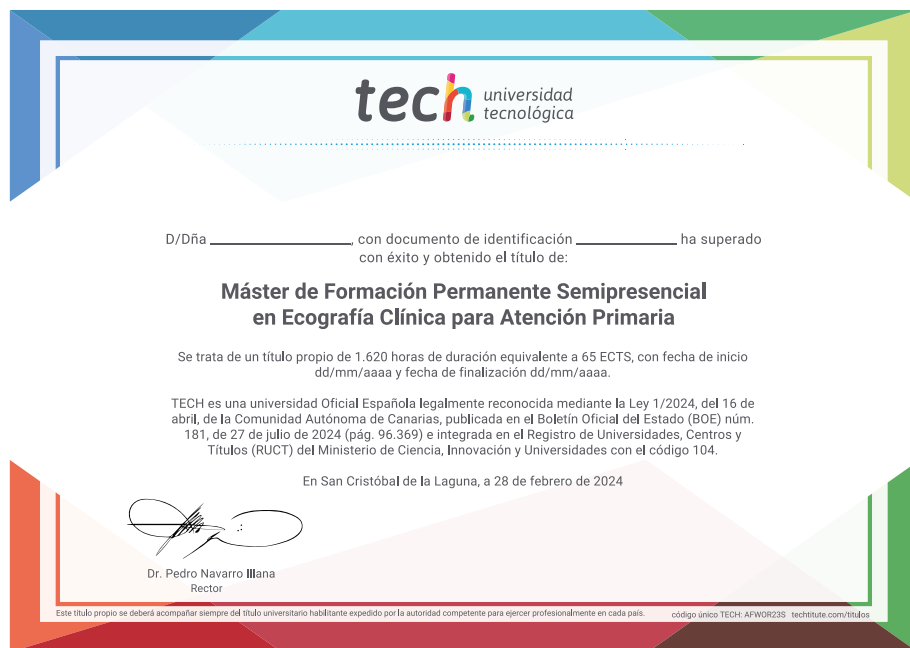 tech universidad
tecnológica
D/Dña ____________________, con documento de identificación ______________ ha superado
con éxito y obtenido el título de:
Máster de Formación Permanente Semipresencial
en Ecografía Clínica para Atención Primaria
Se trata de un título propio de 1.620 horas de duración equivalente a 65 ECTS, con fecha de inicio
dd/mm/aaaa y fecha de finalización dd/mm/aaaa.
TECH es una universidad Oficial Española legalmente reconocida mediante la Ley 1/2024, del 16 de
abril, de la Comunidad Autónoma de Canarias, publicada en el Boletín Oficial del Estado (BOE) núm.
181, de 27 de julio de 2024 (pág. 96.369) e integrada en el Registro de Universidades, Centros y
Títulos (RUCT) del Ministerio de Ciencia, Innovación y Universidades con el código 104.
En San Cristóbal de la Laguna, a 28 de febrero de 2024
Dr. Pedro Navarro Illana
Rector
Este título propio se deberá acompañar siempre del título universitario habilitante expedido por la autoridad competente para ejercer profesionalmente en cada país.
código único TECH: AFWOR23S techtitute.com/titulos